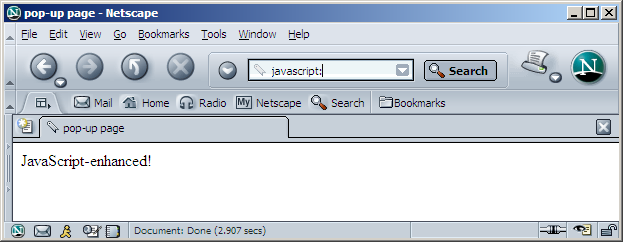 pop-up page - Netscape
File Edit View Go Bookmarks Tools Window Help
javascript: Search N
Mail Home Radio My Netscape Search Bookmarks
pop-up page
JavaScript-enhanced!
Document: Done (2.907 secs)